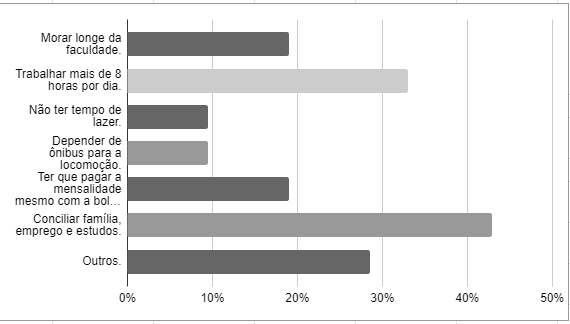 Morar longe da
faculdade.
Trabalhar mais de 8
horas por dia.
Não ter tempo de
lazer.
Depender de
ônibus para a
locomoção.
Ter que pagar a
mensalidade
mesmo com a bol...
Conciliar família,
emprego e estudos.
Outros.
0% 10% 20% 30% 40% 50%